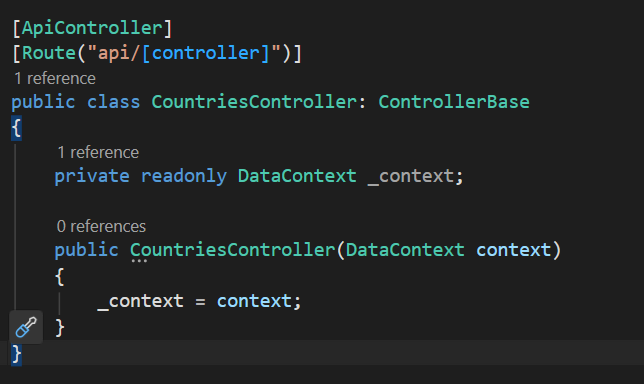 [ApiController]
[Route("api/[controller]")]
1 reference
public class CountriesController: ControllerBase
{
1 reference
private readonly DataContext _context;
0 references
public CountriesController(DataContext context)
{
_context = context;
}
}